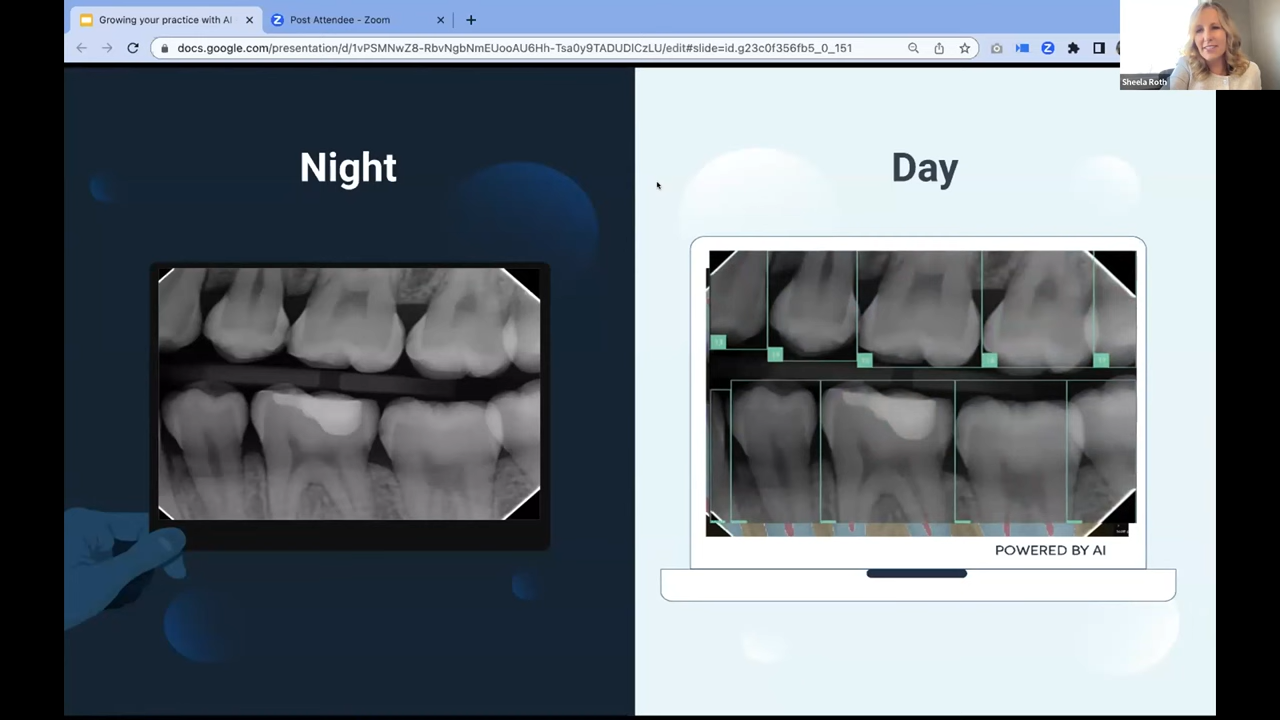 Growing your practice with AI
Post Attendee - Zoom
docs.google.com/presentation/d/1vPSMNwZ8-RbvNgbNmEUooAU6Hh-Tsa0y9TADUDlCzLU/edit#slide=id.g23c0f356fb5_0_151
Sheela Roth
Night
Day
POWERED BY AI